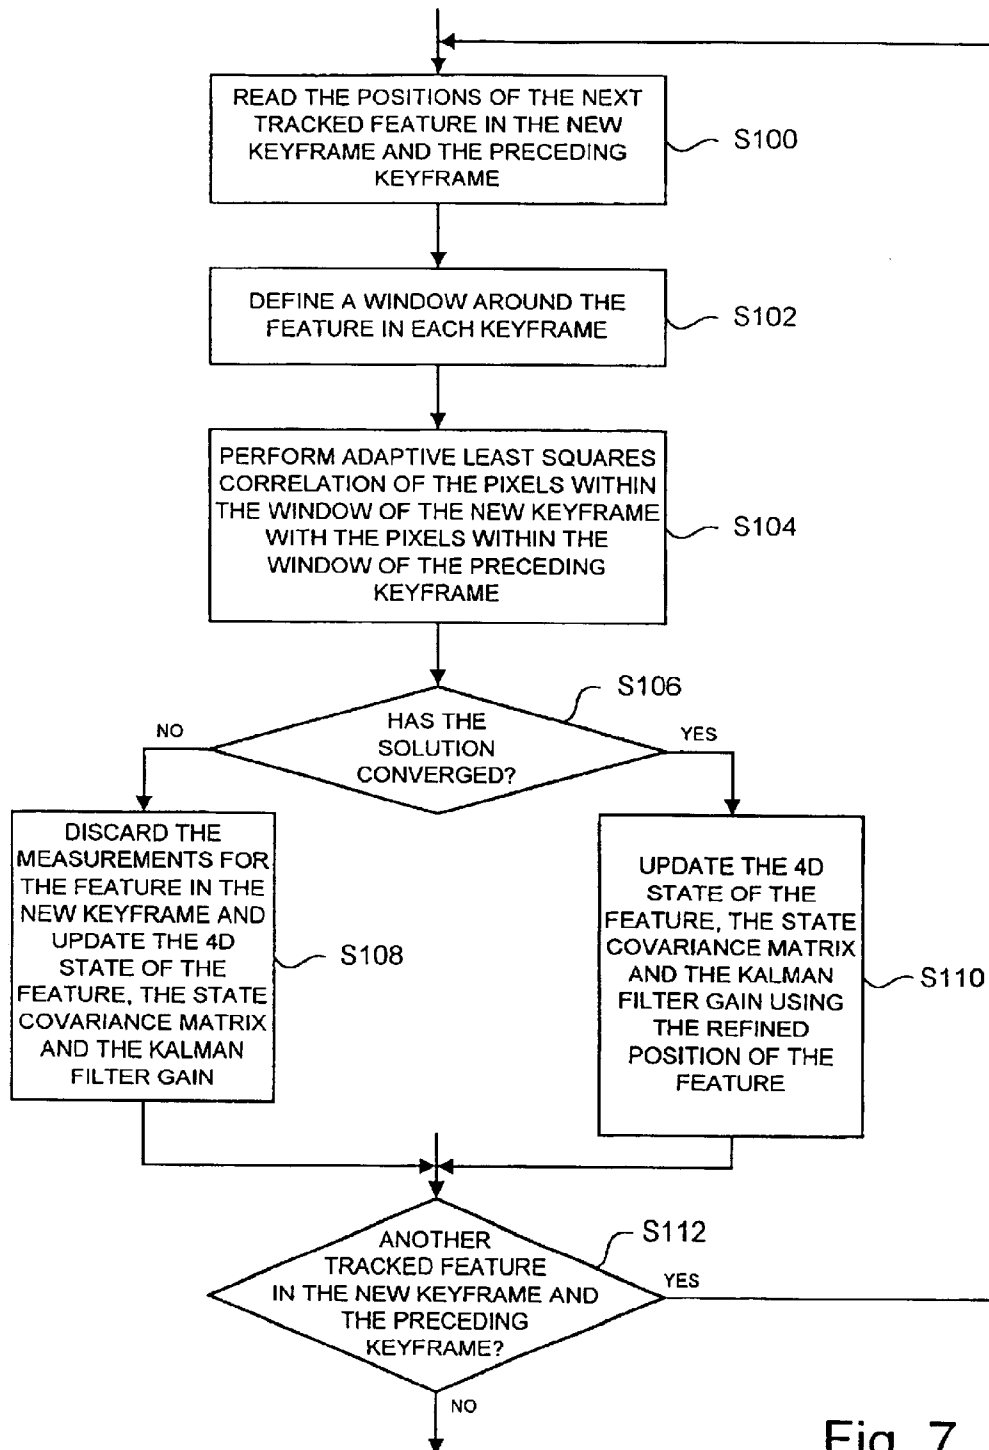 READ THE POSITIONS OF THE NEXT
TRACKED FEATURE IN THE NEW
KEYFRAME AND THE PRECEDING
KEYFRAME
S100
DEFINE A WINDOW AROUND THE
FEATURE IN EACH KEYFRAME
S102
PERFORM ADAPTIVE LEAST SQUARES
CORRELATION OF THE PIXELS WITHIN
THE WINDOW OF THE NEW KEYFRAME
WITH THE PIXELS WITHIN THE
WINDOW OF THE PRECEDING
KEYFRAME
S104
HAS THE
SOLUTION
CONVERGED?
S106
NO
YES
DISCARD THE
MEASUREMENTS FOR
THE FEATURE IN THE
NEW KEYFRAME AND
UPDATE THE 4D
STATE OF THE
FEATURE, THE STATE
COVARIANCE MATRIX
AND THE KALMAN
FILTER GAIN
S108
UPDATE THE 4D
STATE OF THE
FEATURE, THE STATE
COVARIANCE MATRIX
AND THE KALMAN
FILTER GAIN USING
THE REFINED
POSITION OF THE
FEATURE
S110
ANOTHER
TRACKED FEATURE
IN THE NEW KEYFRAME AND
THE PRECEDING
KEYFRAME?
S112
YES
NO
Fig. 7